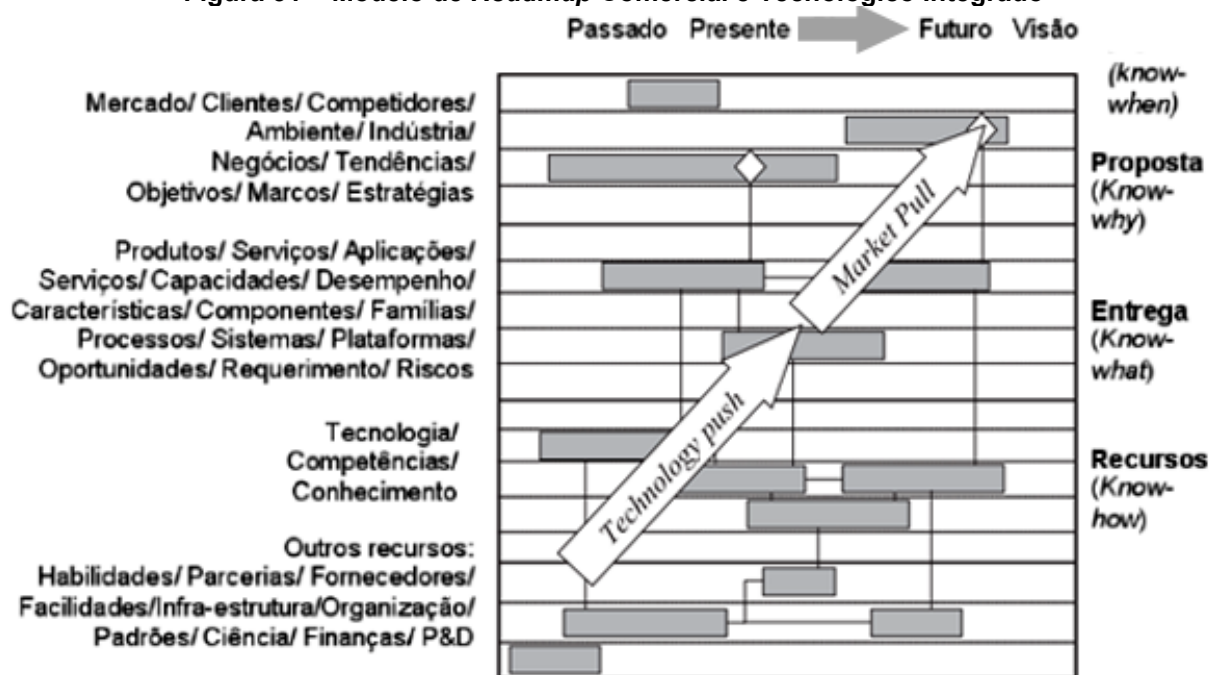 Passado Presente Futuro Visão
(know-
when)
Mercado/ Clientes/ Competidores/
Ambiente/ Indústria/
Negócios/ Tendências/
Objetivos/ Marcos/ Estratégias
Proposta
(Know-
why)
Produtos/ Serviços/ Aplicações/
Serviços/ Capacidades/ Desempenho/
Características/ Componentes/ Famílias/
Processos/ Sistemas/ Plataformas/
Oportunidades/ Requerimento/ Riscos
Entrega
(Know-
what)
Tecnologia/
Competências/
Conhecimento
Recursos
(Know-
how)
Outros recursos:
Habilidades/ Parcerias/ Fornecedores/
Facilidades/Infra-estrutura/Organização/
Padrões/ Ciência/ Finanças/ P&D
Market Pull
Technology push